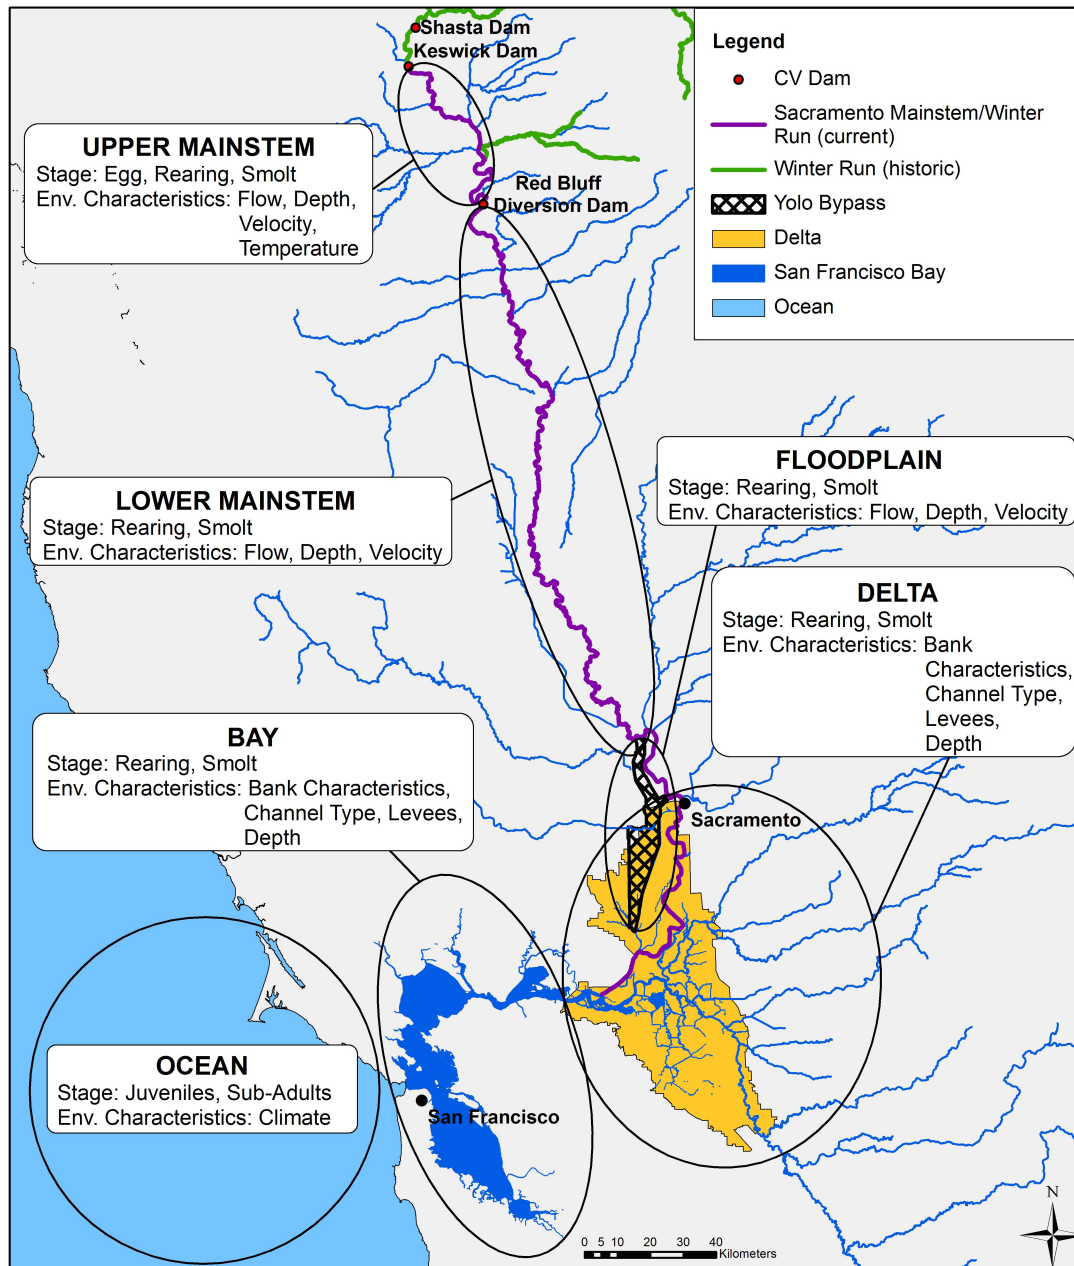 Shasta Dam
Keswick Dam
Legend
CV Dam
Sacramento Mainstem/Winter
Run (current)
Winter Run (historic)
Yolo Bypass
Delta
San Francisco Bay
Ocean
UPPER MAINSTEM
Stage: Egg, Rearing, Smolt
Env. Characteristics: Flow, Depth,
Velocity,
Temperature
Red Bluff
Diversion Dam
FLOODPLAIN
Stage: Rearing, Smolt
Env. Characteristics: Flow, Depth, Velocity
LOWER MAINSTEM
Stage: Rearing, Smolt
Env. Characteristics: Flow, Depth, Velocity
DELTA
Stage: Rearing, Smolt
Env. Characteristics: Bank
Characteristics,
Channel Type,
Levees,
Depth
BAY
Stage: Rearing, Smolt
Env. Characteristics: Bank Characteristics,
Channel Type, Levees,
Depth
Sacramento
OCEAN
Stage: Juveniles, Sub-Adults
Env. Characteristics: Climate
San Francisco
N
0 5 10 20 30 40
Kilometers